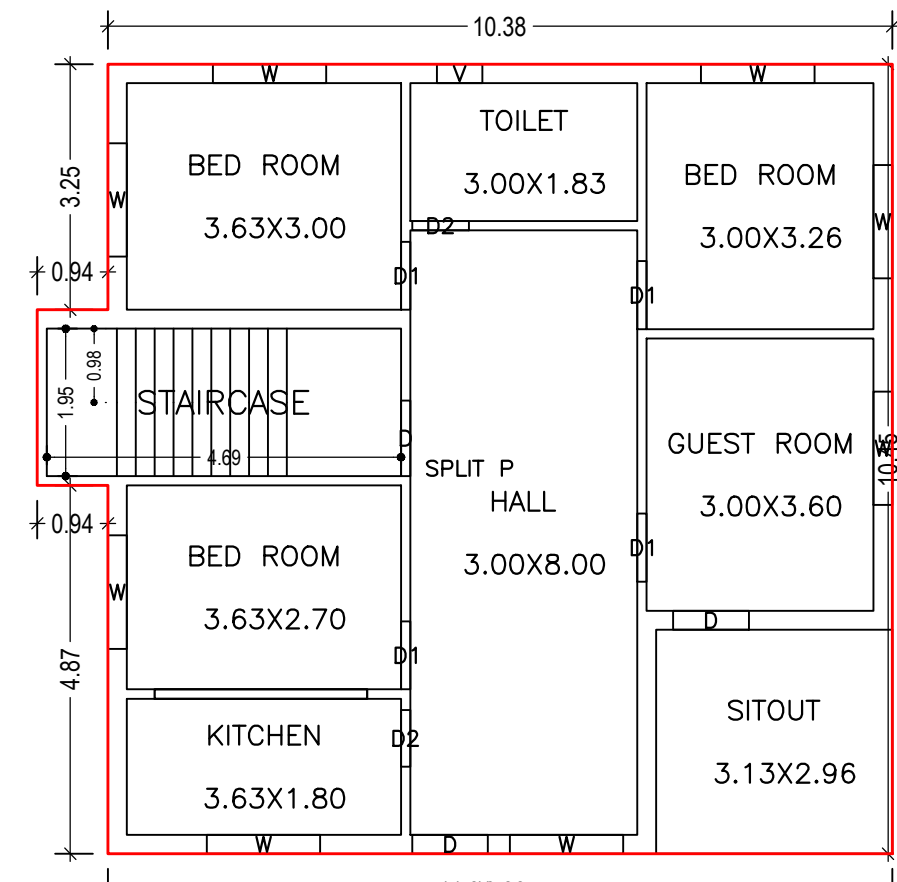 10.38
W
V
W
TOILET
3.00X1.83
BED ROOM
3.63X3.00
BED ROOM
3.00X3.26
3.25
W
W
D2
0.94
D1
D1
1.95
0.98
STAIRCASE
4.69
D
SPLIT P
HALL
3.00X8.00
GUEST ROOM
3.00X3.60
W
0.94
D1
BED ROOM
3.63X2.70
W
D
D1
4.87
KITCHEN
3.63X1.80
D2
SITOUT
3.13X2.96
W
D
W